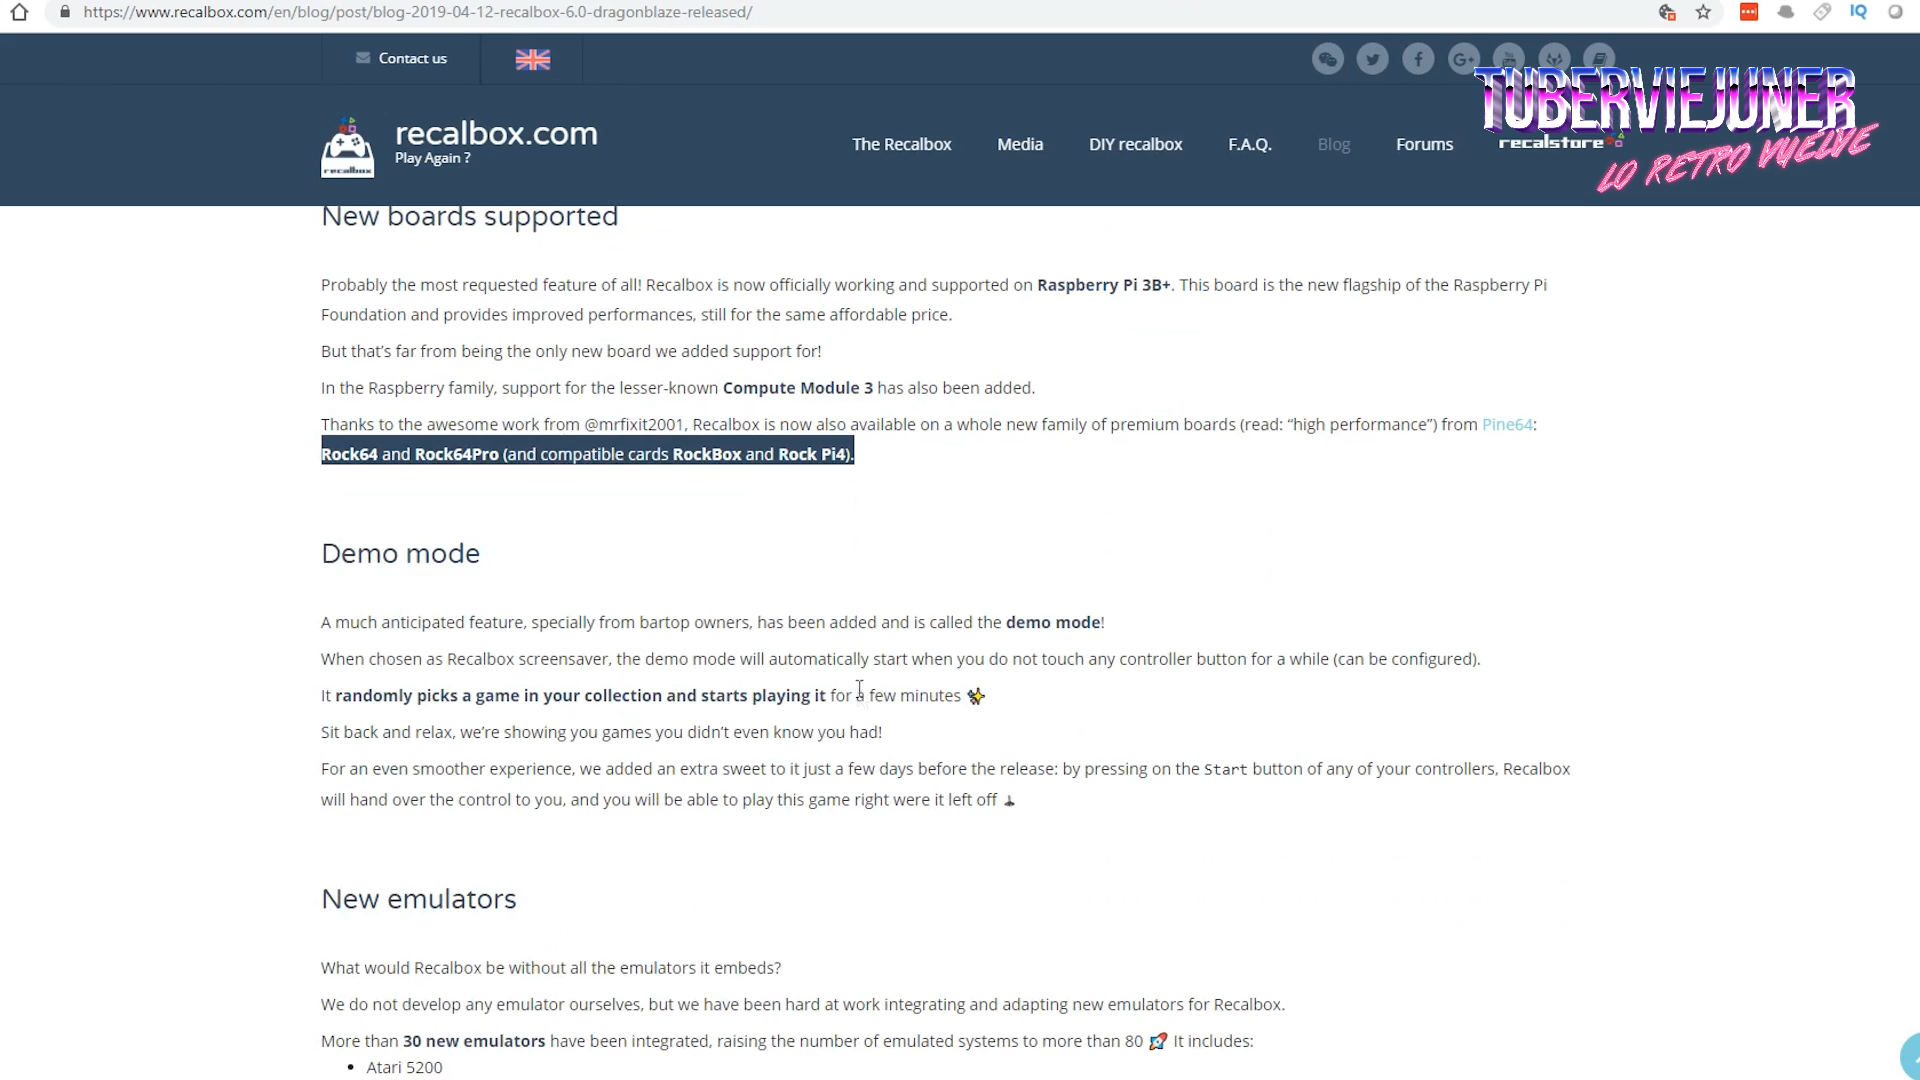 https://www.recalbox.com/en/blog/post/blog-2019-04-12-recalbox-6.0-dragonblaze-released/
IQ
Contact us
TUBERVIEJUNER
LO RETRO VUELVE
recalbox
recalbox.com
Play Again ?
The Recalbox
Media
DIY recalbox
F.A.Q.
Blog
Forums
recalstore
New boards supported
Probably the most requested feature of all! Recalbox is now officially working and supported on Raspberry Pi 3B+. This board is the new flagship of the Raspberry Pi
Foundation and provides improved performances, still for the same affordable price.
But that’s far from being the only new board we added support for!
In the Raspberry family, support for the lesser-known Compute Module 3 has also been added.
Thanks to the awesome work from @mrfixit2001, Recalbox is now also available on a whole new family of premium boards (read: “high performance”) from Pine64:
Rock64 and Rock64Pro (and compatible cards RockBox and Rock Pi4).
Demo mode
A much anticipated feature, specially from bartop owners, has been added and is called the demo mode!
When chosen as Recalbox screensaver, the demo mode will automatically start when you do not touch any controller button for a while (can be configured).
It randomly picks a game in your collection and starts playing it for a few minutes ✨
Sit back and relax, we’re showing you games you didn’t even know you had!
For an even smoother experience, we added an extra sweet to it just a few days before the release: by pressing on the Start button of any of your controllers, Recalbox
will hand over the control to you, and you will be able to play this game right were it left off 🕹
New emulators
What would Recalbox be without all the emulators it embeds?
We do not develop any emulator ourselves, but we have been hard at work integrating and adapting new emulators for Recalbox.
More than 30 new emulators have been integrated, raising the number of emulated systems to more than 80 🚀 It includes:
• Atari 5200